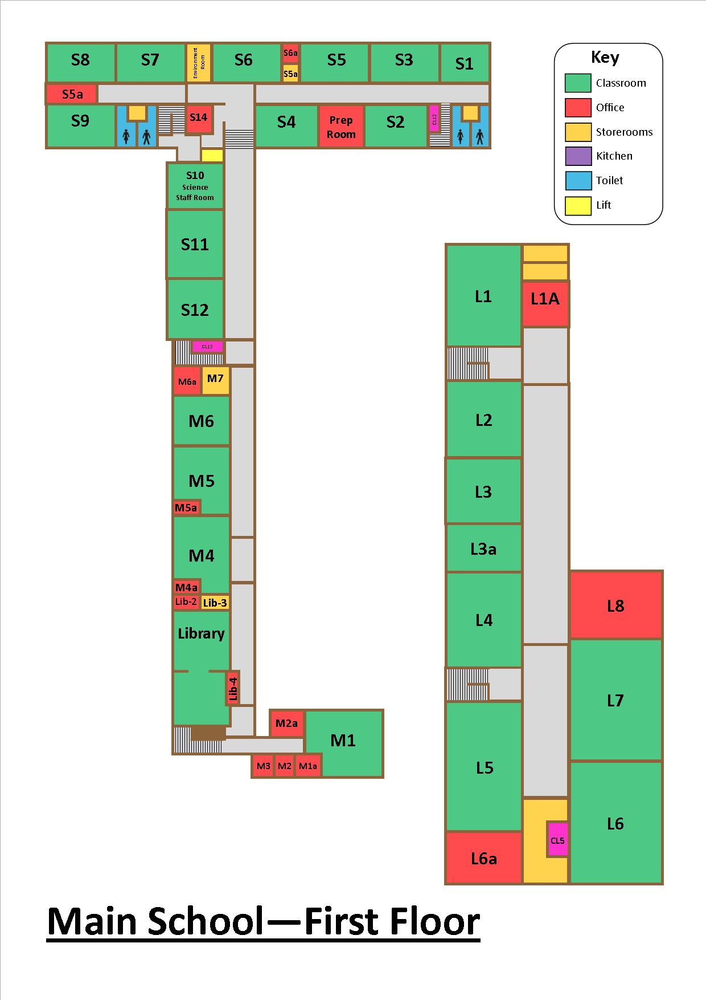 S8
S7
Environment
Room
S6
S6a
S5a
S5
S3
S1
S5a
S9
S14
S4
Prep
Room
S2
CL12
S10
Science
Staff Room
S11
S12
CL13
M6a
M7
M6
M5
M5a
M4
M4a
Lib-2
Lib-3
Library
Lib-4
M2a
M1
M3
M2
M1a
Key
Classroom
Office
Storerooms
Kitchen
Toilet
Lift
L1
L1A
L2
L3
L3a
L4
L8
L7
L5
L6
CL5
L6a
Main School—First Floor